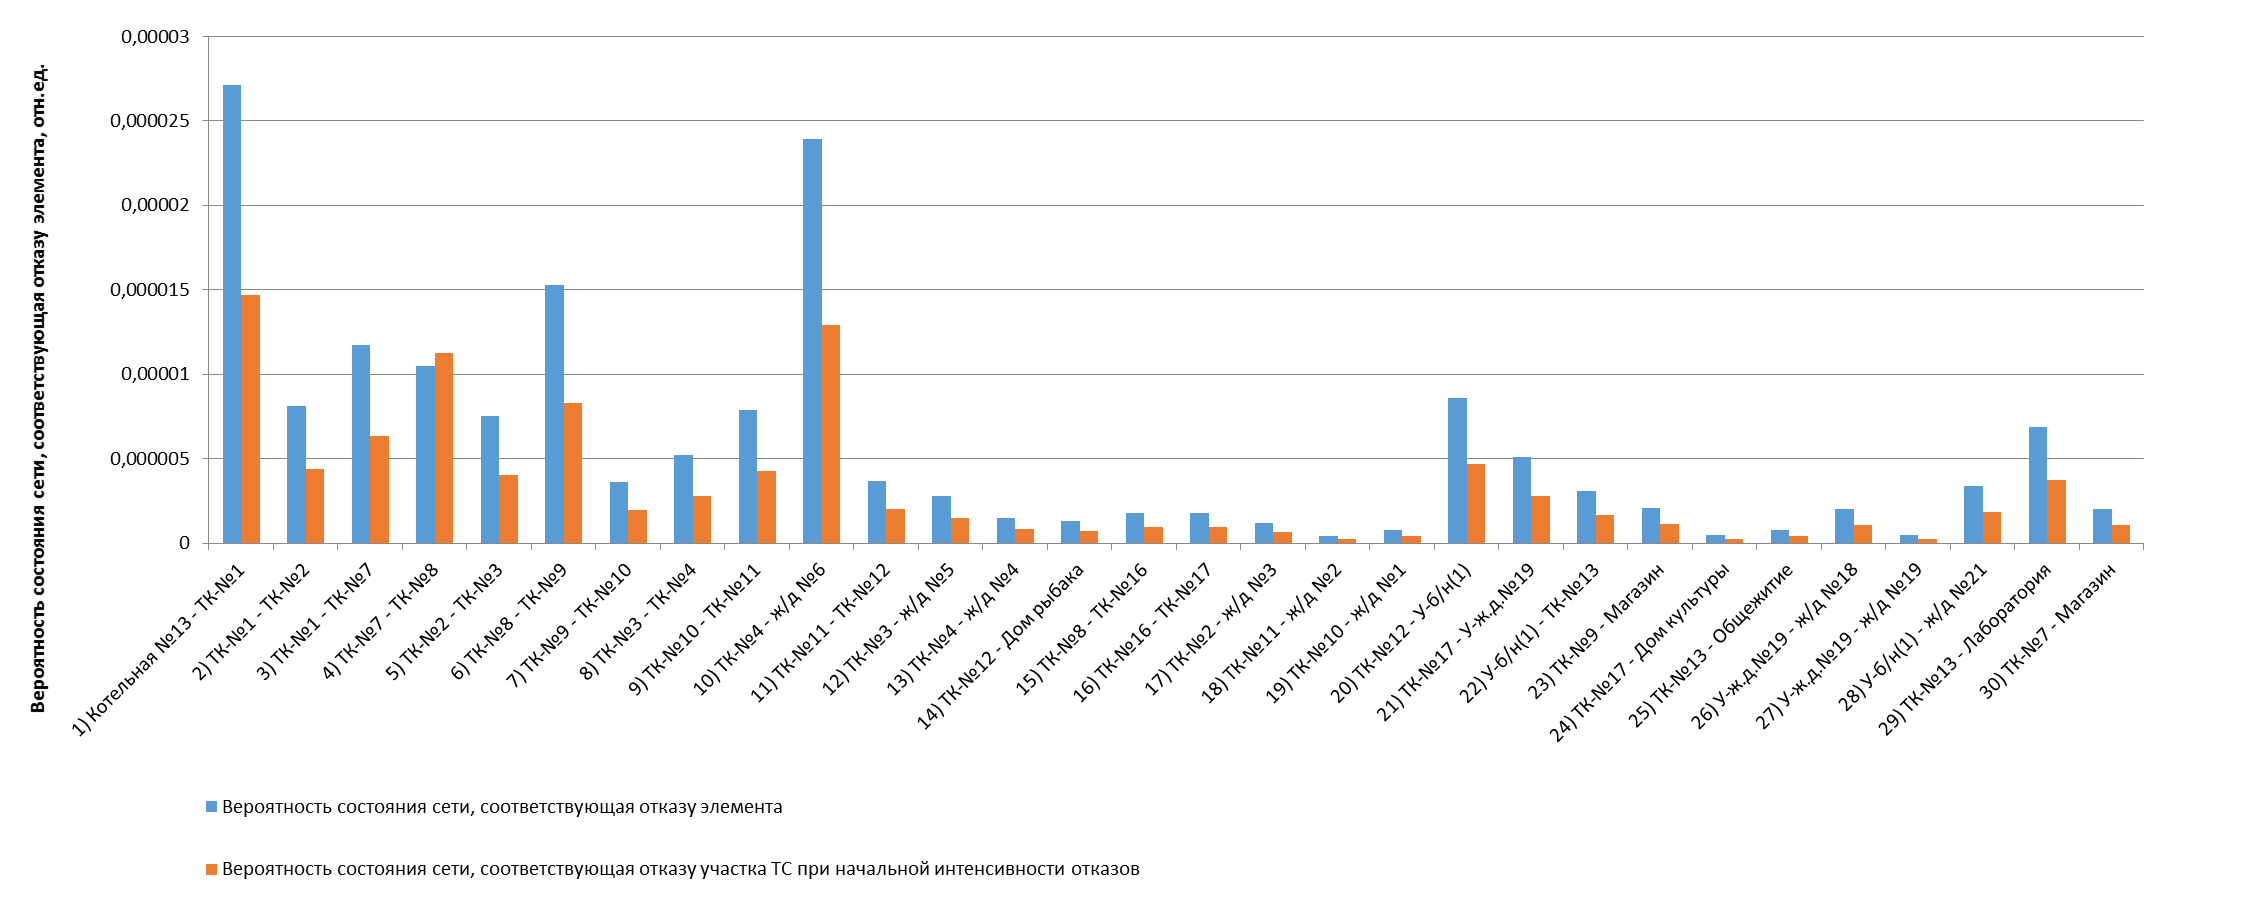 Вероятность состояния сети, соответствующая отказу элемента, отн.ед.
0,00003
0,000025
0,00002
0,000015
0,00001
0,000005
0
1) Котельная №13 - ТК-№1
2) ТК-№1 - ТК-№2
3) ТК-№1 - ТК-№7
4) ТК-№7 - ТК-№8
5) ТК-№2 - ТК-№3
6) ТК-№8 - ТК-№9
7) ТК-№9 - ТК-№10
8) ТК-№3 - ТК-№4
9) ТК-№10 - ТК-№11
10) ТК-№4 - ж/д №6
11) ТК-№11 - ТК-№12
12) ТК-№3 - ж/д №5
13) ТК-№4 - ж/д №4
14) ТК-№12 - Дом рыбака
15) ТК-№8 - ТК-№16
16) ТК-№16 - ТК-№17
17) ТК-№2 - ж/д №3
18) ТК-№11 - ж/д №2
19) ТК-№10 - ж/д №1
20) ТК-№12 - У-б/н(1)
21) ТК-№17 - У-ж.д.№19
22) У-б/н(1) - ТК-№13
23) ТК-№9 - Магазин
24) ТК-№17 - Дом культуры
25) ТК-№13 - Общежитие
26) У-ж.д.№19 - ж/д №18
27) У-ж.д.№19 - ж/д №19
28) У-б/н(1) - ж/д №21
29) ТК-№13 - Лаборатория
30) ТК-№7 - Магазин
Вероятность состояния сети, соответствующая отказу элемента
Вероятность состояния сети, соответствующая отказу участка ТС при начальной интенсивности отказов